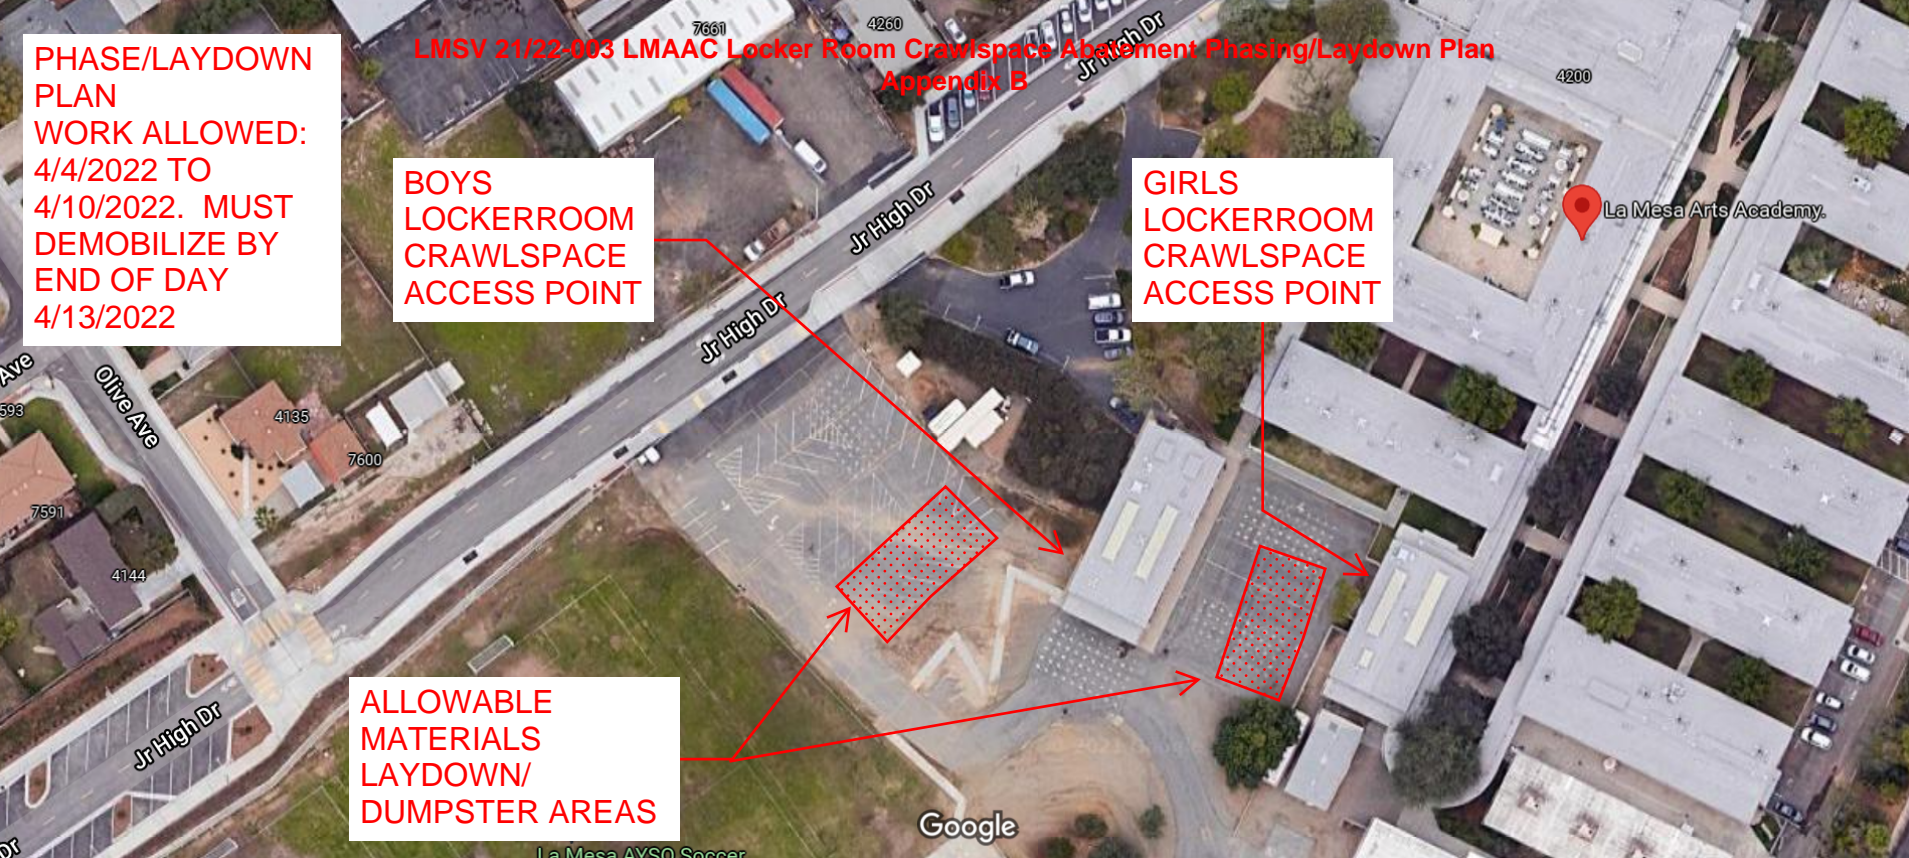 LMSV 21/22-003 LMAAC Locker Room Crawlspace Abatement Phasing/Laydown Plan
Appendix B
PHASE/LAYDOWN
PLAN
WORK ALLOWED:
4/4/2022 TO
4/10/2022. MUST
DEMOBILIZE BY
END OF DAY
4/13/2022
BOYS
LOCKERROOM
CRAWLSPACE
ACCESS POINT
GIRLS
LOCKERROOM
CRAWLSPACE
ACCESS POINT
ALLOWABLE
MATERIALS
LAYDOWN/
DUMPSTER AREAS
7661
4260
Jr High Dr
4200
La Mesa Arts Academy.
Jr High Dr
Jr High Dr
Ave
593
Olive Ave
4135
7600
7591
4144
Jr High Dr
Dr
Google
La Mesa AYSO Soccer